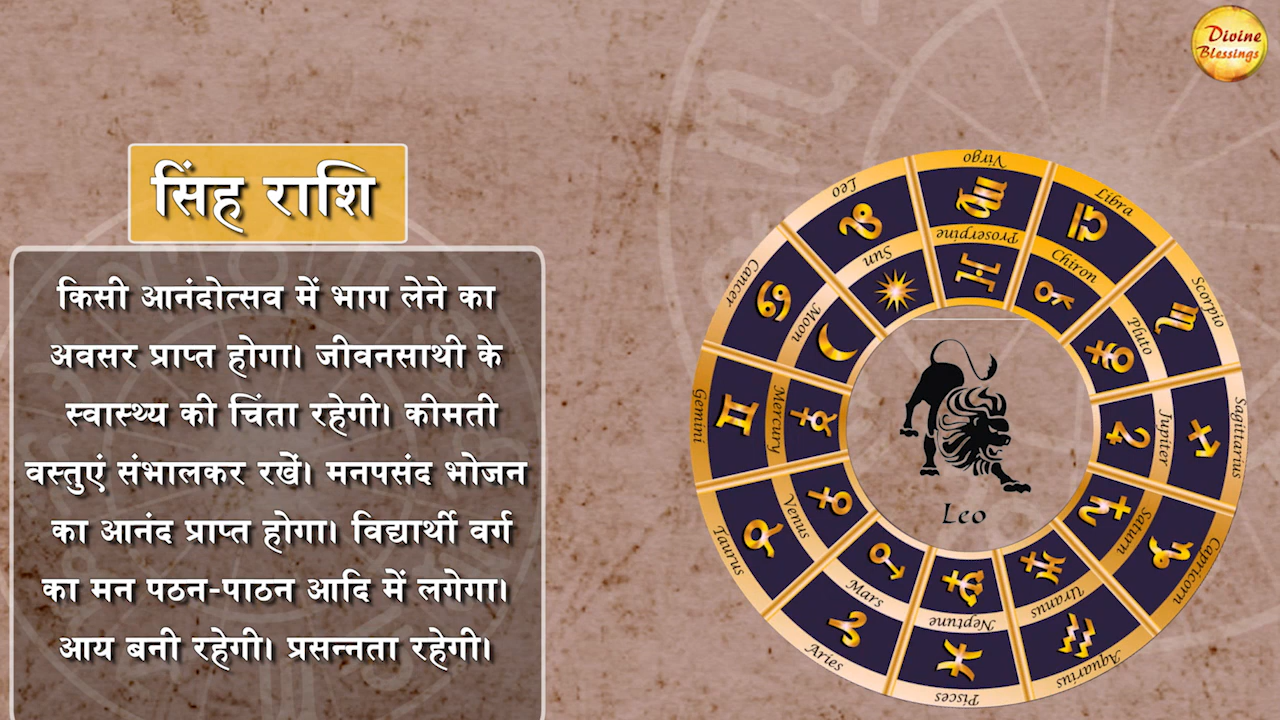 Divine
Blessings
सिंह राशि
किसी आनंदोत्सव में भाग लेने का
अवसर प्राप्त होगा। जीवनसाथी के
स्वास्थ्य की चिंता रहेगी। कीमती
वस्तुएं संभालकर रखें। मनपसंद भोजन
का आनंद प्राप्त होगा। विद्यार्थी वर्ग
का मन पठन-पाठन आदि में लगेगा।
आय बनी रहेगी। प्रसन्नता रहेगी।
Virgo
Libra
Scorpio
Sagittarius
Capricorn
Aquarius
Pisces
Aries
Taurus
Gemini
Cancer
Leo
Proserpine
Chiron
Pluto
Jupiter
Saturn
Uranus
Neptune
Mars
Venus
Mercury
Moon
Sun
Leo